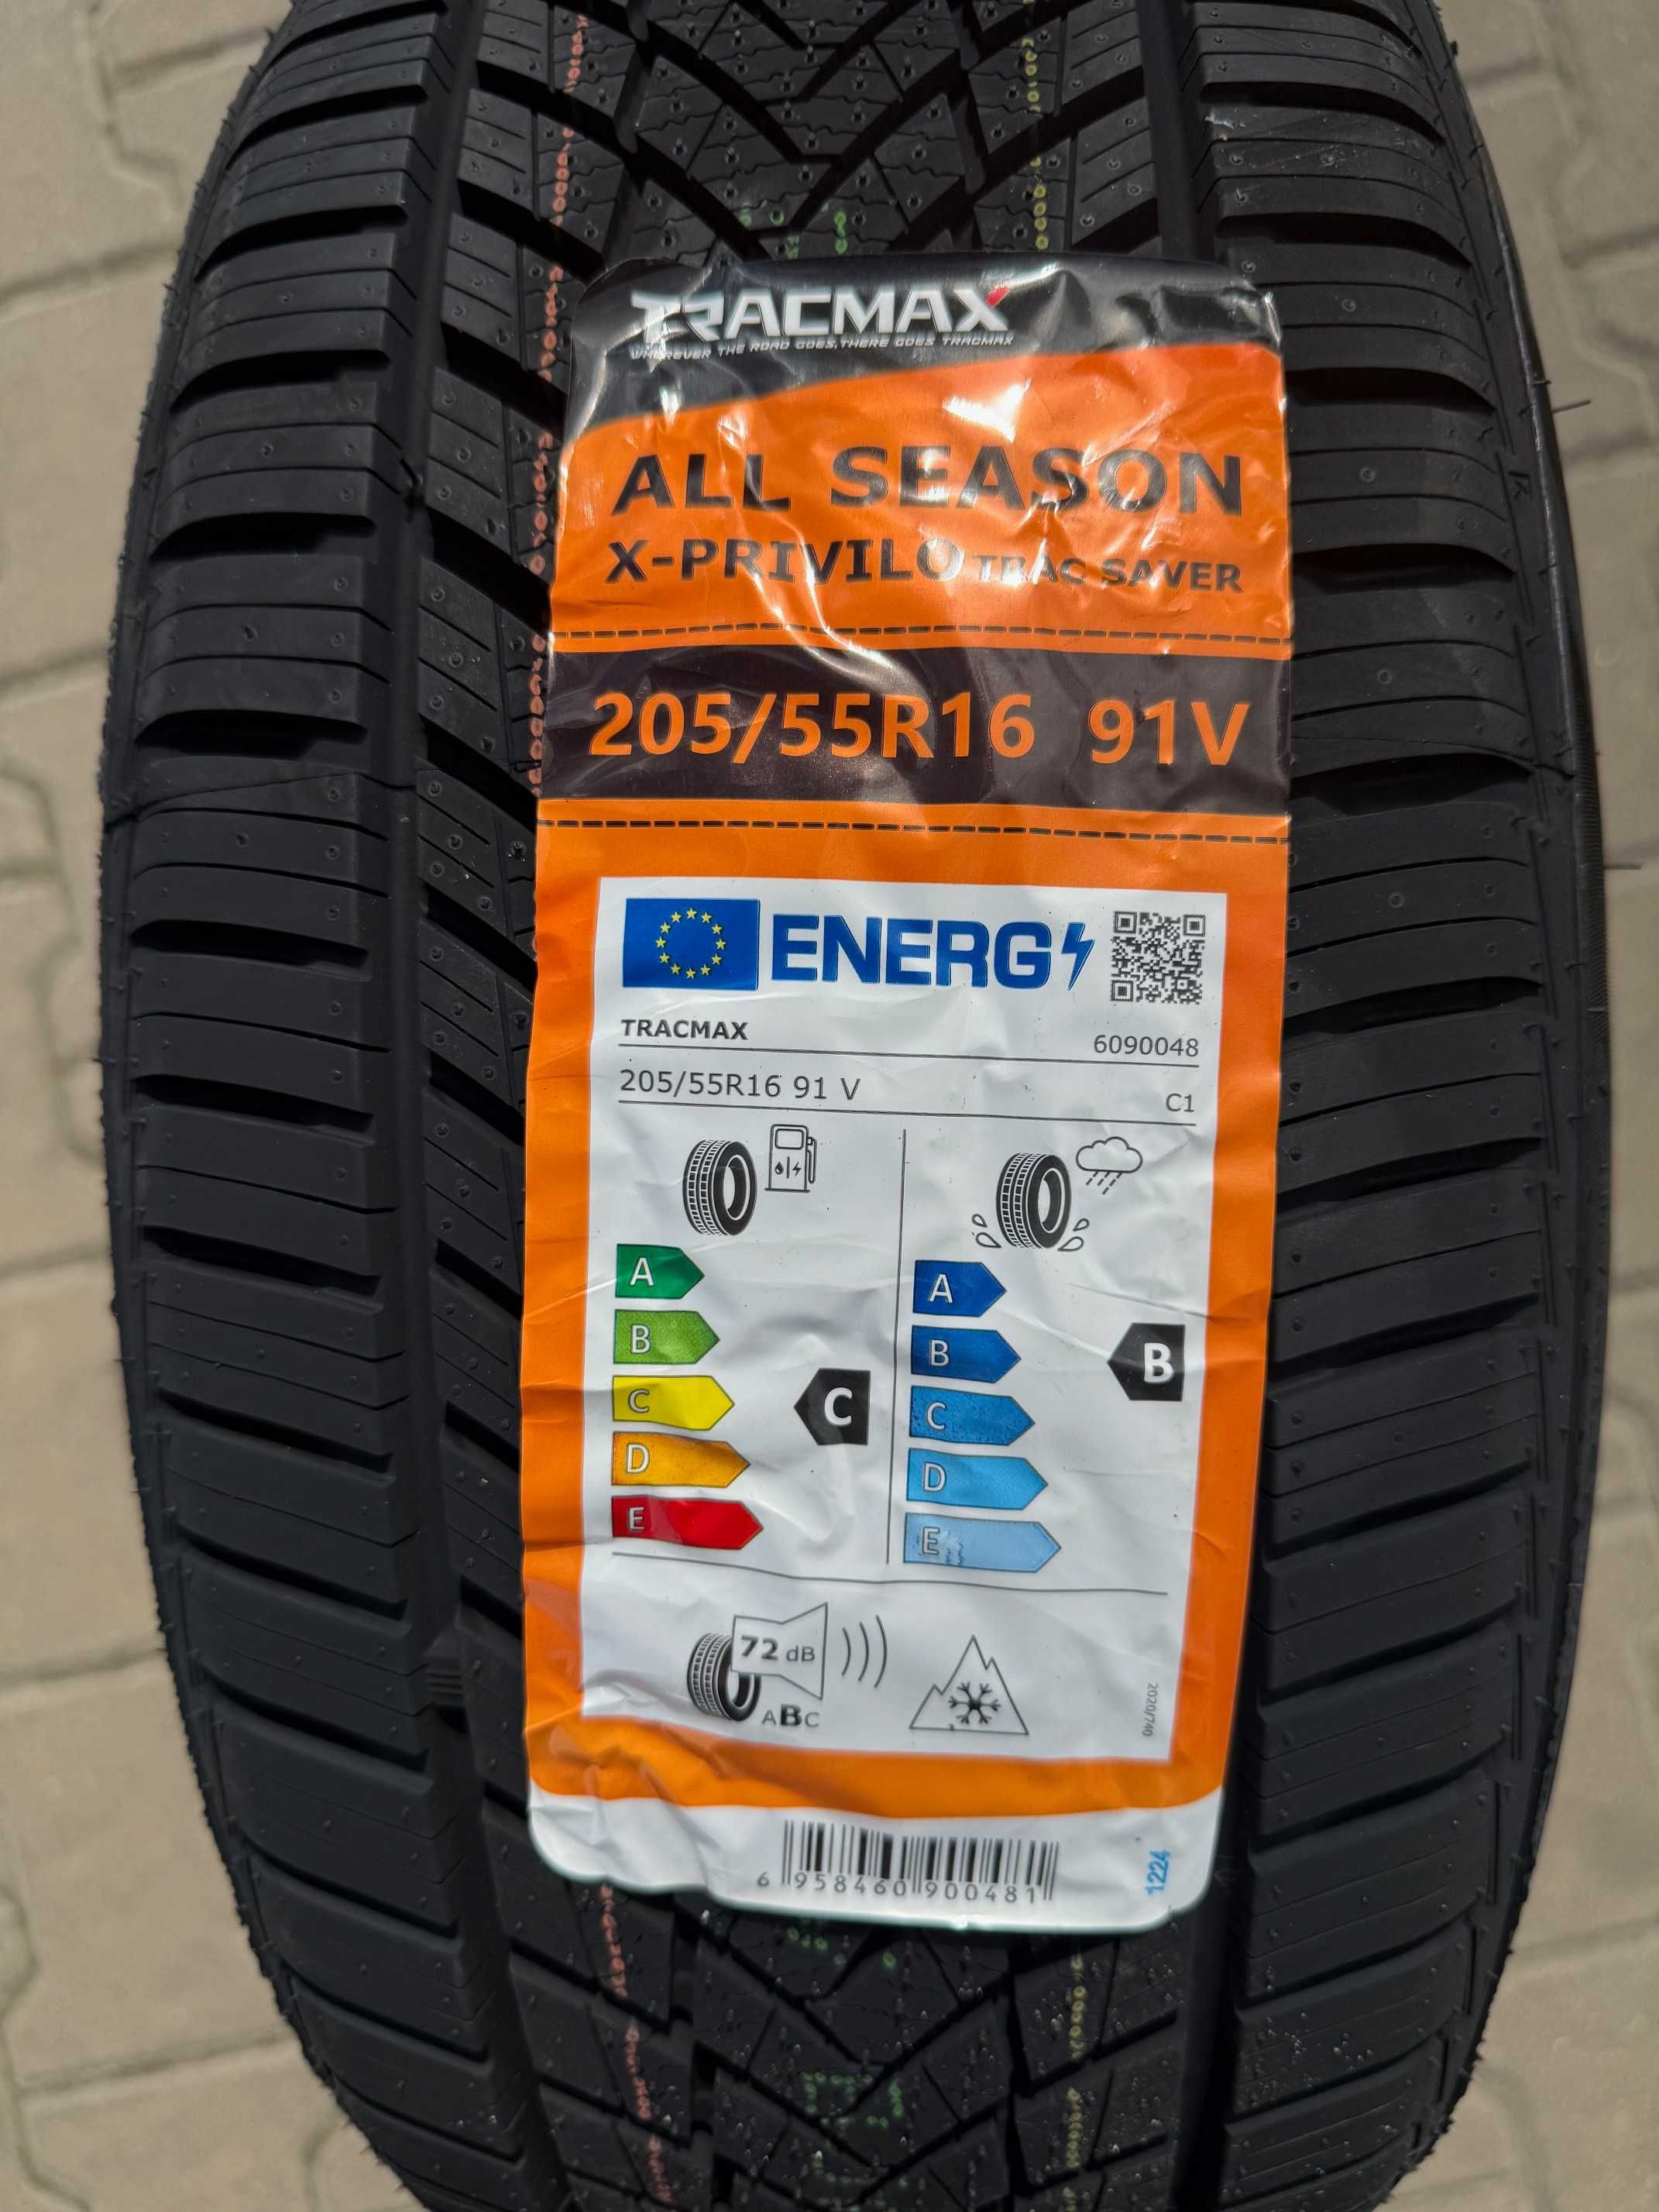 TRACMAX
WHEREVER THE ROAD GOES, THERE GOES TRACMAX
ALL SEASON
X-PRIVILO TRAC SAVER
205/55R16 91V
ENERG
TRACMAX 6090048
205/55R16 91 V C1
A A
B B B
C C C
D D
E E
72 dB
ABC
2020/740
6 958460 900481
1224